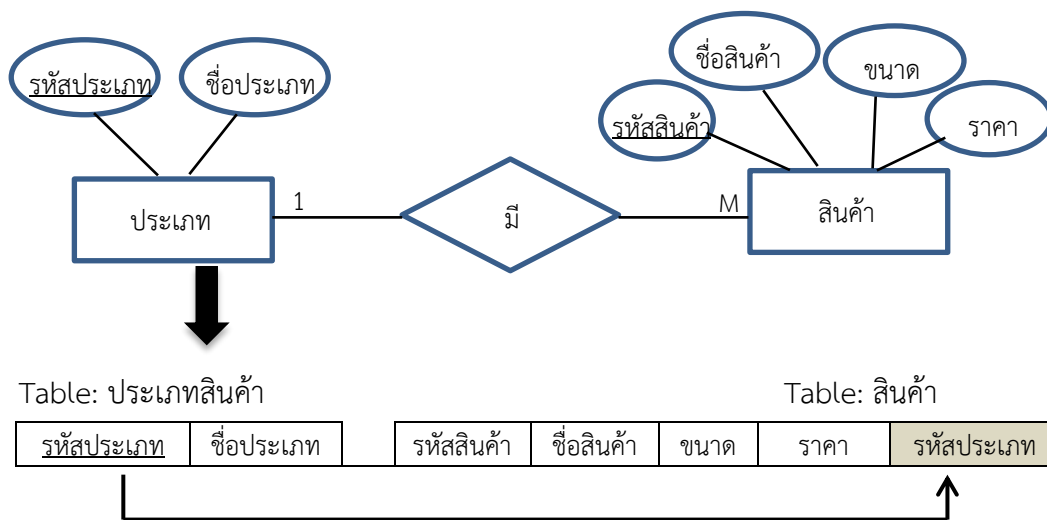 รหัสประเภท ชื่อประเภท ชื่อสินค้า ขนาด
รหัสสินค้า ราคา
ประเภท 1 มี M สินค้า
Table: ประเภทสินค้า Table: สินค้า
รหัสประเภท ชื่อประเภท รหัสสินค้า ชื่อสินค้า ขนาด ราคา รหัสประเภท